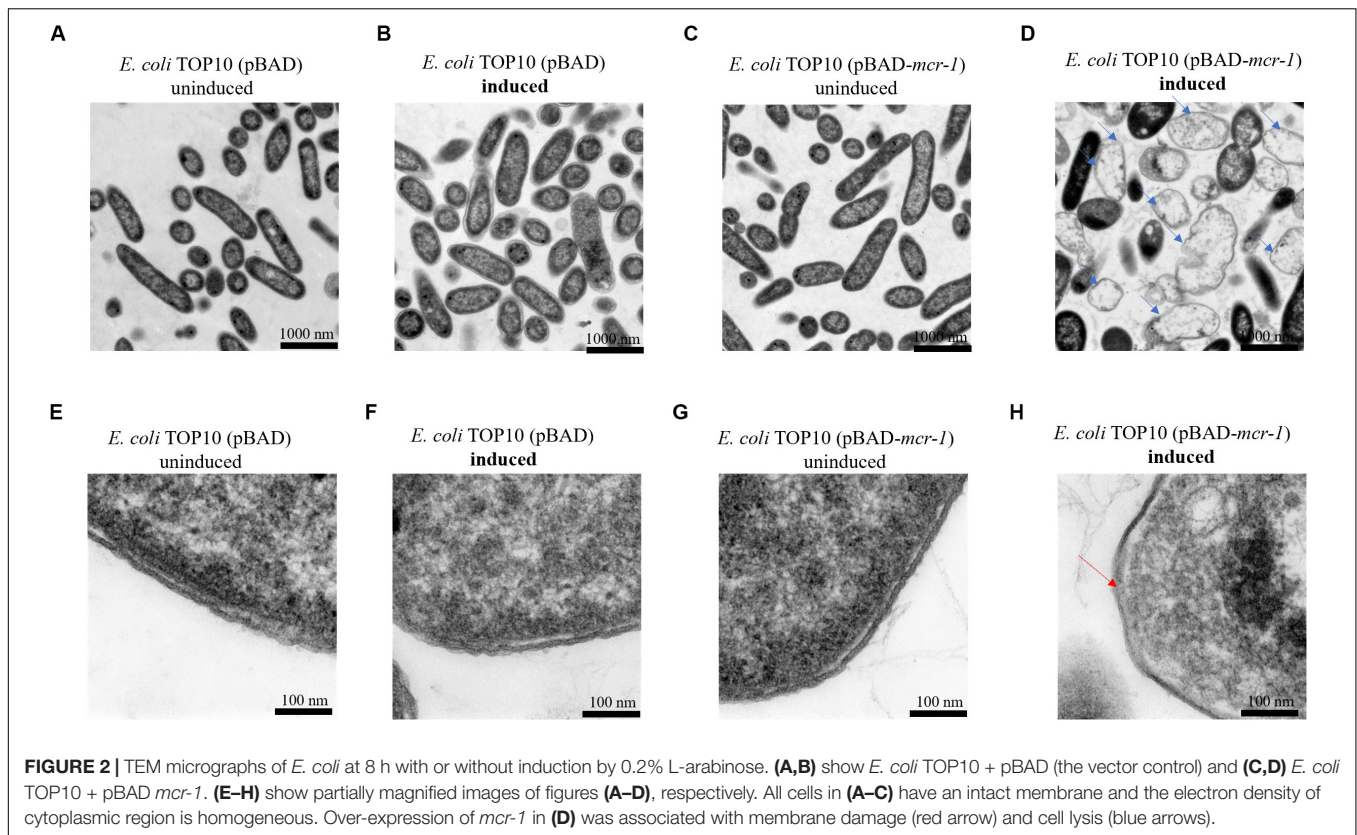 A
B
C
D
E. coli TOP10 (pBAD)
uninduced
E. coli TOP10 (pBAD)
induced
E. coli TOP10 (pBAD-mcr-1)
uninduced
E. coli TOP10 (pBAD-mcr-1)
induced
1000 nm
1000 nm
1000 nm
1000 nm
E
F
G
H
E. coli TOP10 (pBAD)
uninduced
E. coli TOP10 (pBAD)
induced
E. coli TOP10 (pBAD-mcr-1)
uninduced
E. coli TOP10 (pBAD-mcr-1)
induced
100 nm
100 nm
100 nm
100 nm
FIGURE 2 | TEM micrographs of E. coli at 8 h with or without induction by 0.2% L-arabinose. (A,B) show E. coli TOP10 + pBAD (the vector control) and (C,D) E. coli
TOP10 + pBAD mcr-1. (E–H) show partially magnified images of figures (A–D), respectively. All cells in (A–C) have an intact membrane and the electron density of
cytoplasmic region is homogeneous. Over-expression of mcr-1 in (D) was associated with membrane damage (red arrow) and cell lysis (blue arrows).